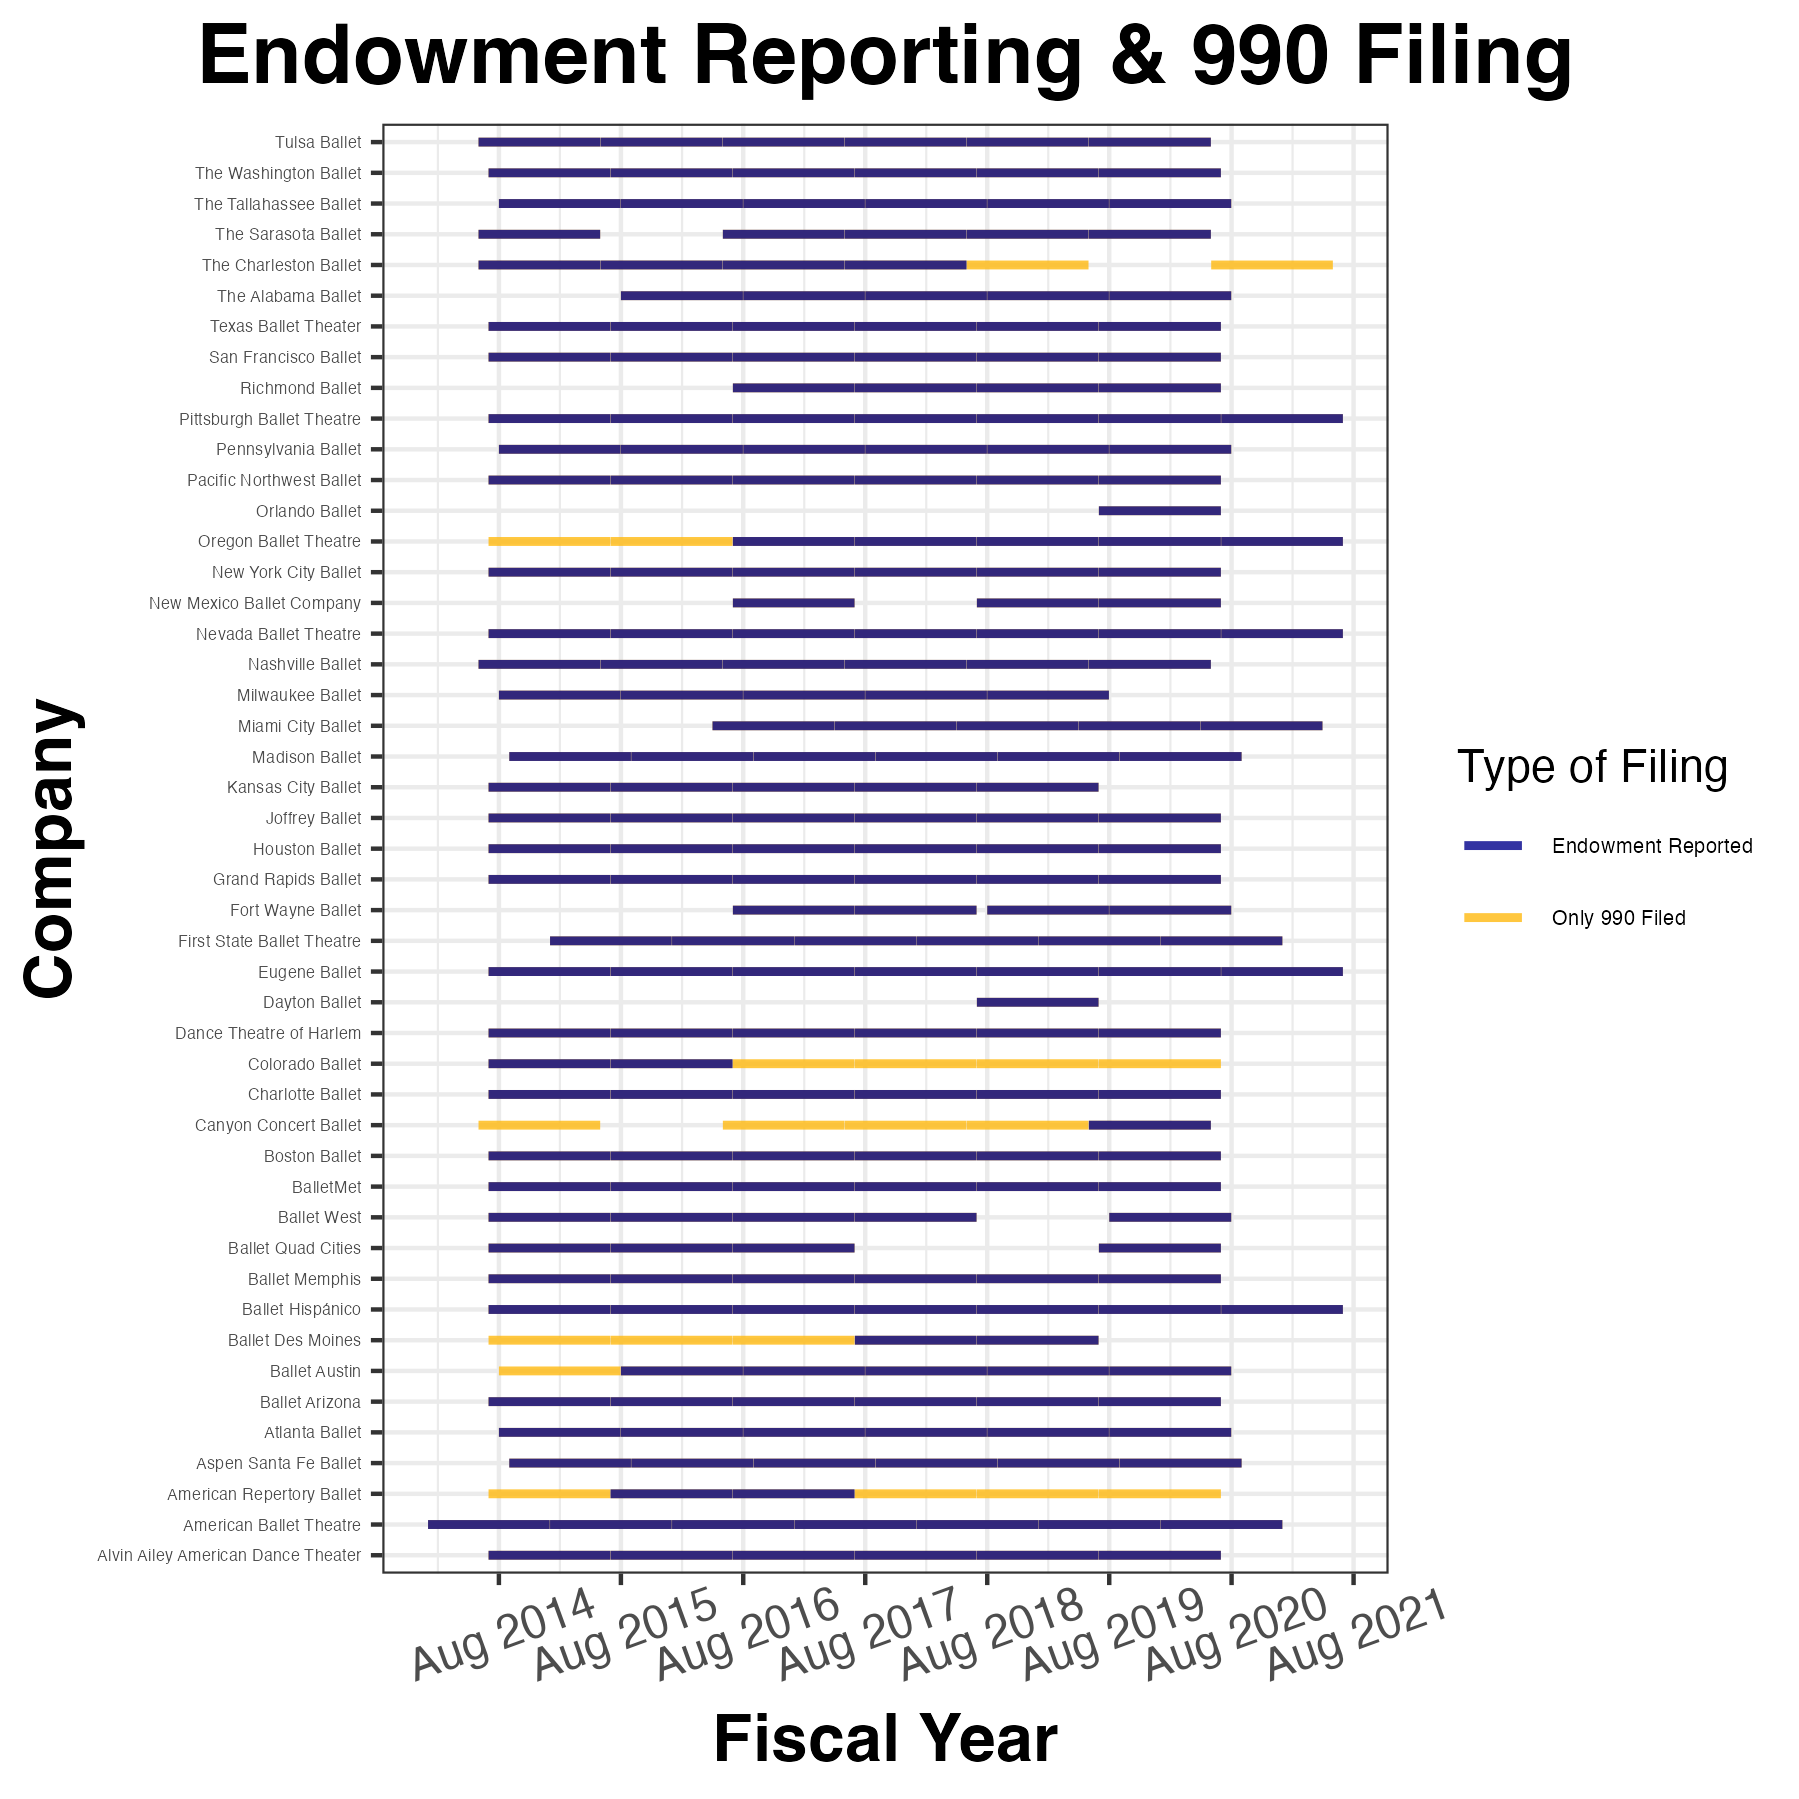 Endowment Reporting & 990 Filing
Company
Tulsa Ballet
The Washington Ballet
The Tallahassee Ballet
The Sarasota Ballet
The Charleston Ballet
The Alabama Ballet
Texas Ballet Theater
San Francisco Ballet
Richmond Ballet
Pittsburgh Ballet Theatre
Pennsylvania Ballet
Pacific Northwest Ballet
Orlando Ballet
Oregon Ballet Theatre
New York City Ballet
New Mexico Ballet Company
Nevada Ballet Theatre
Nashville Ballet
Milwaukee Ballet
Miami City Ballet
Madison Ballet
Kansas City Ballet
Joffrey Ballet
Houston Ballet
Grand Rapids Ballet
Fort Wayne Ballet
First State Ballet Theatre
Eugene Ballet
Dayton Ballet
Dance Theatre of Harlem
Colorado Ballet
Charlotte Ballet
Canyon Concert Ballet
Boston Ballet
BalletMet
Ballet West
Ballet Quad Cities
Ballet Memphis
Ballet Hispánico
Ballet Des Moines
Ballet Austin
Ballet Arizona
Atlanta Ballet
Aspen Santa Fe Ballet
American Repertory Ballet
American Ballet Theatre
Alvin Ailey American Dance Theater
Aug 2014
Aug 2015
Aug 2016
Aug 2017
Aug 2018
Aug 2019
Aug 2020
Aug 2021
Fiscal Year
Type of Filing
Endowment Reported
Only 990 Filed